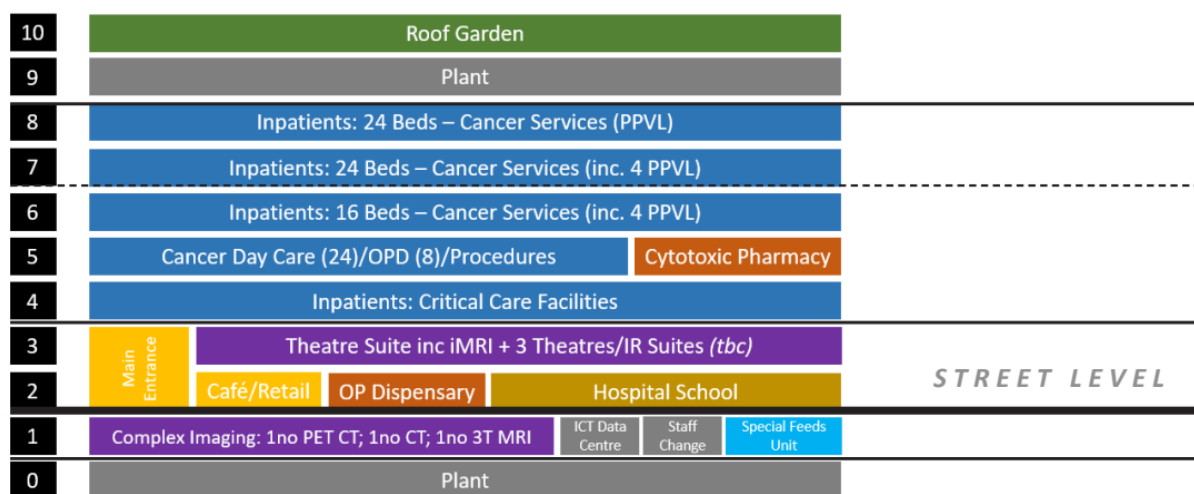 10
Roof Garden
9
Plant
8
Inpatients: 24 Beds – Cancer Services (PPVL)
7
Inpatients: 24 Beds – Cancer Services (inc. 4 PPVL)
6
Inpatients: 16 Beds – Cancer Services (inc. 4 PPVL)
5
Cancer Day Care (24)/OPD (8)/Procedures
Cytotoxic Pharmacy
4
Inpatients: Critical Care Facilities
3
Main
Entrance
Theatre Suite inc iMRI + 3 Theatres/IR Suites (tbc)
STREET LEVEL
2
Café/Retail
OP Dispensary
Hospital School
1
Complex Imaging: 1no PET CT; 1no CT; 1no 3T MRI
ICT Data
Centre
Staff
Change
Special Feeds
Unit
0
Plant